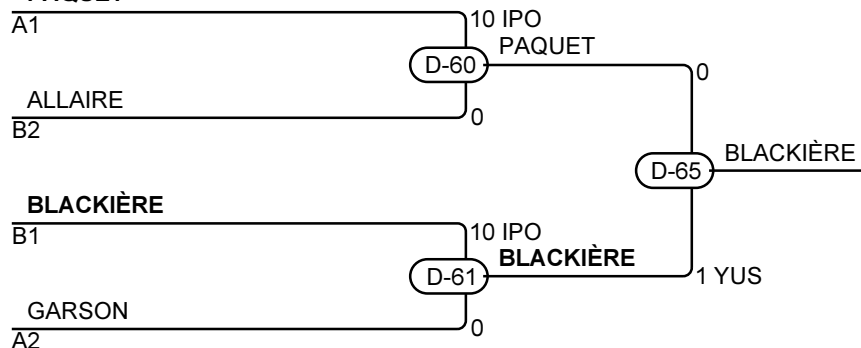 PAQUET
A1
10 IPO
D-60
PAQUET
ALLAIRE
B2
0
0
D-65
BLACKIÈRE
BLACKIÈRE
B1
10 IPO
D-61
BLACKIÈRE
1 YUS
GARSON
A2
0